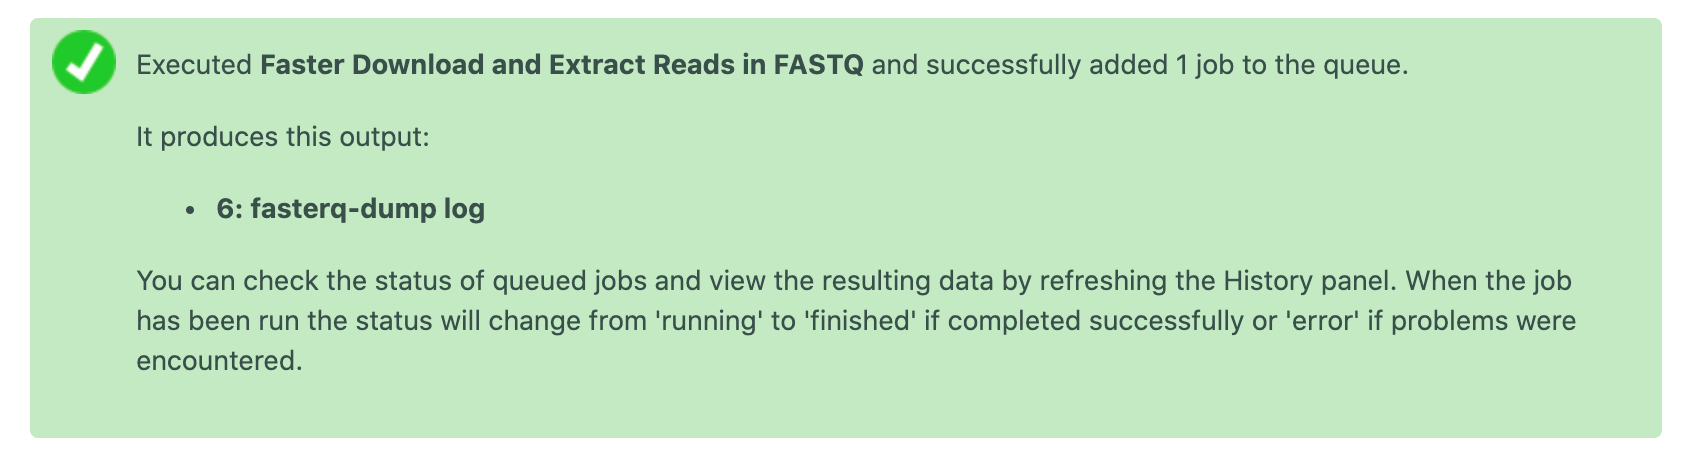 Executed Faster Download and Extract Reads in FASTQ and successfully added 1 job to the queue.
It produces this output:
• 6: fasterq-dump log
You can check the status of queued jobs and view the resulting data by refreshing the History panel. When the job
has been run the status will change from 'running' to 'finished' if completed successfully or 'error' if problems were
encountered.